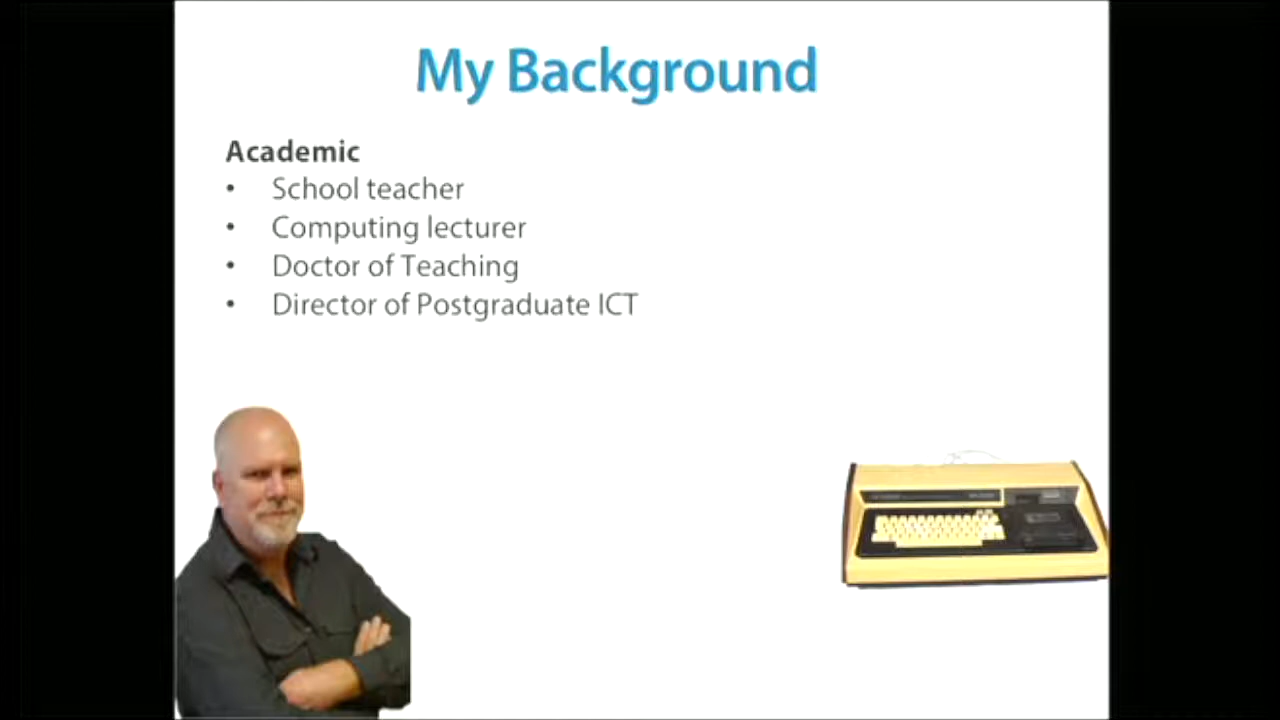 My Background
Academic
• School teacher
• Computing lecturer
• Doctor of Teaching
• Director of Postgraduate ICT